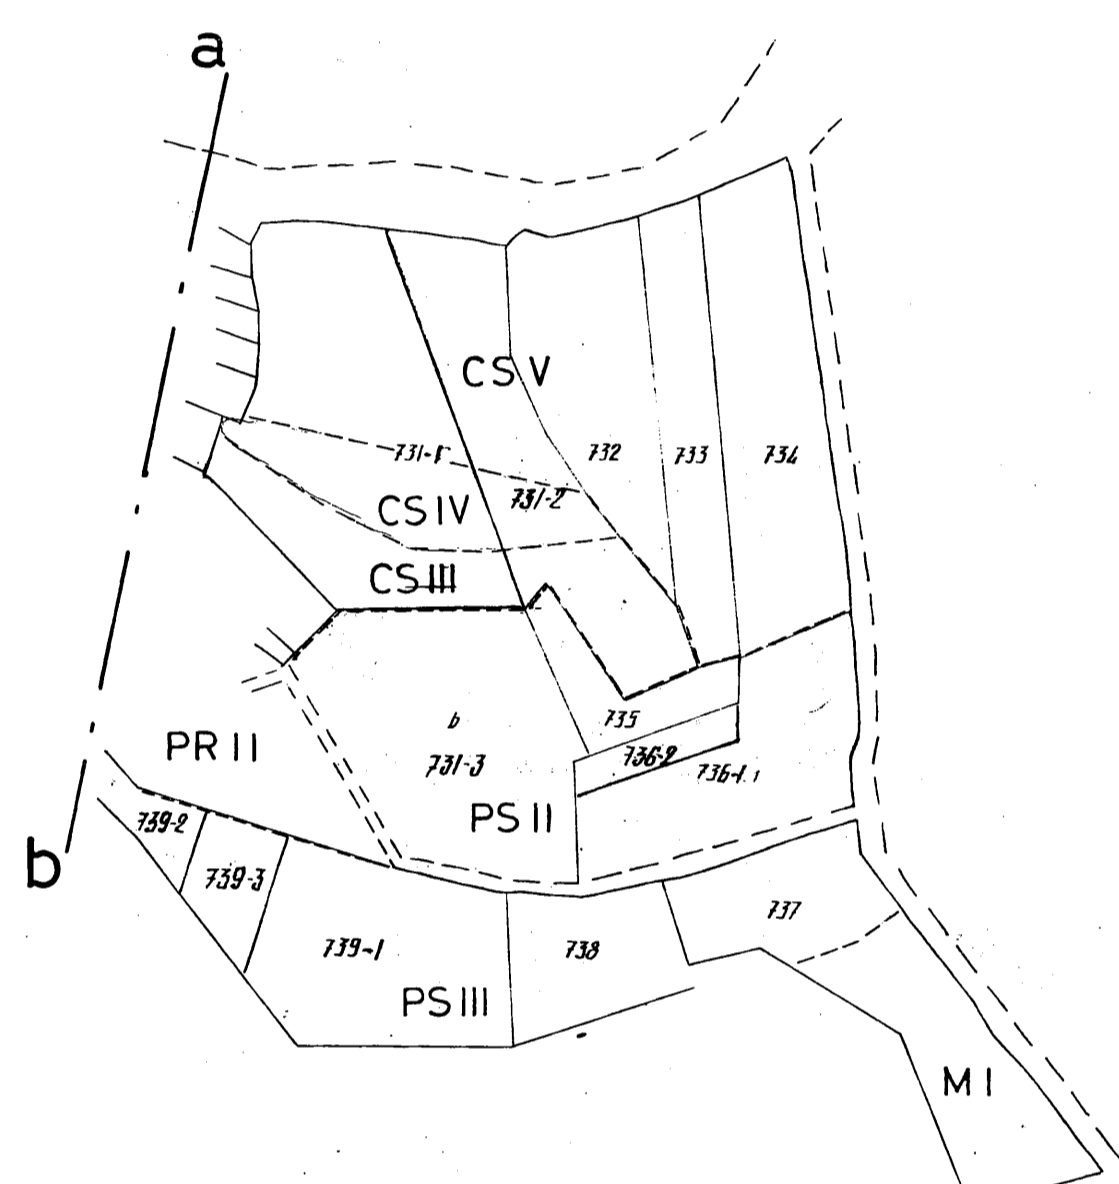 a
CS V
731-1
732
733
734
731-2
CS IV
CS III
b
735
731-3
736-2
736-1
PR II
PS II
739-2
b
739-3
737
739-1
738
PS III
M I